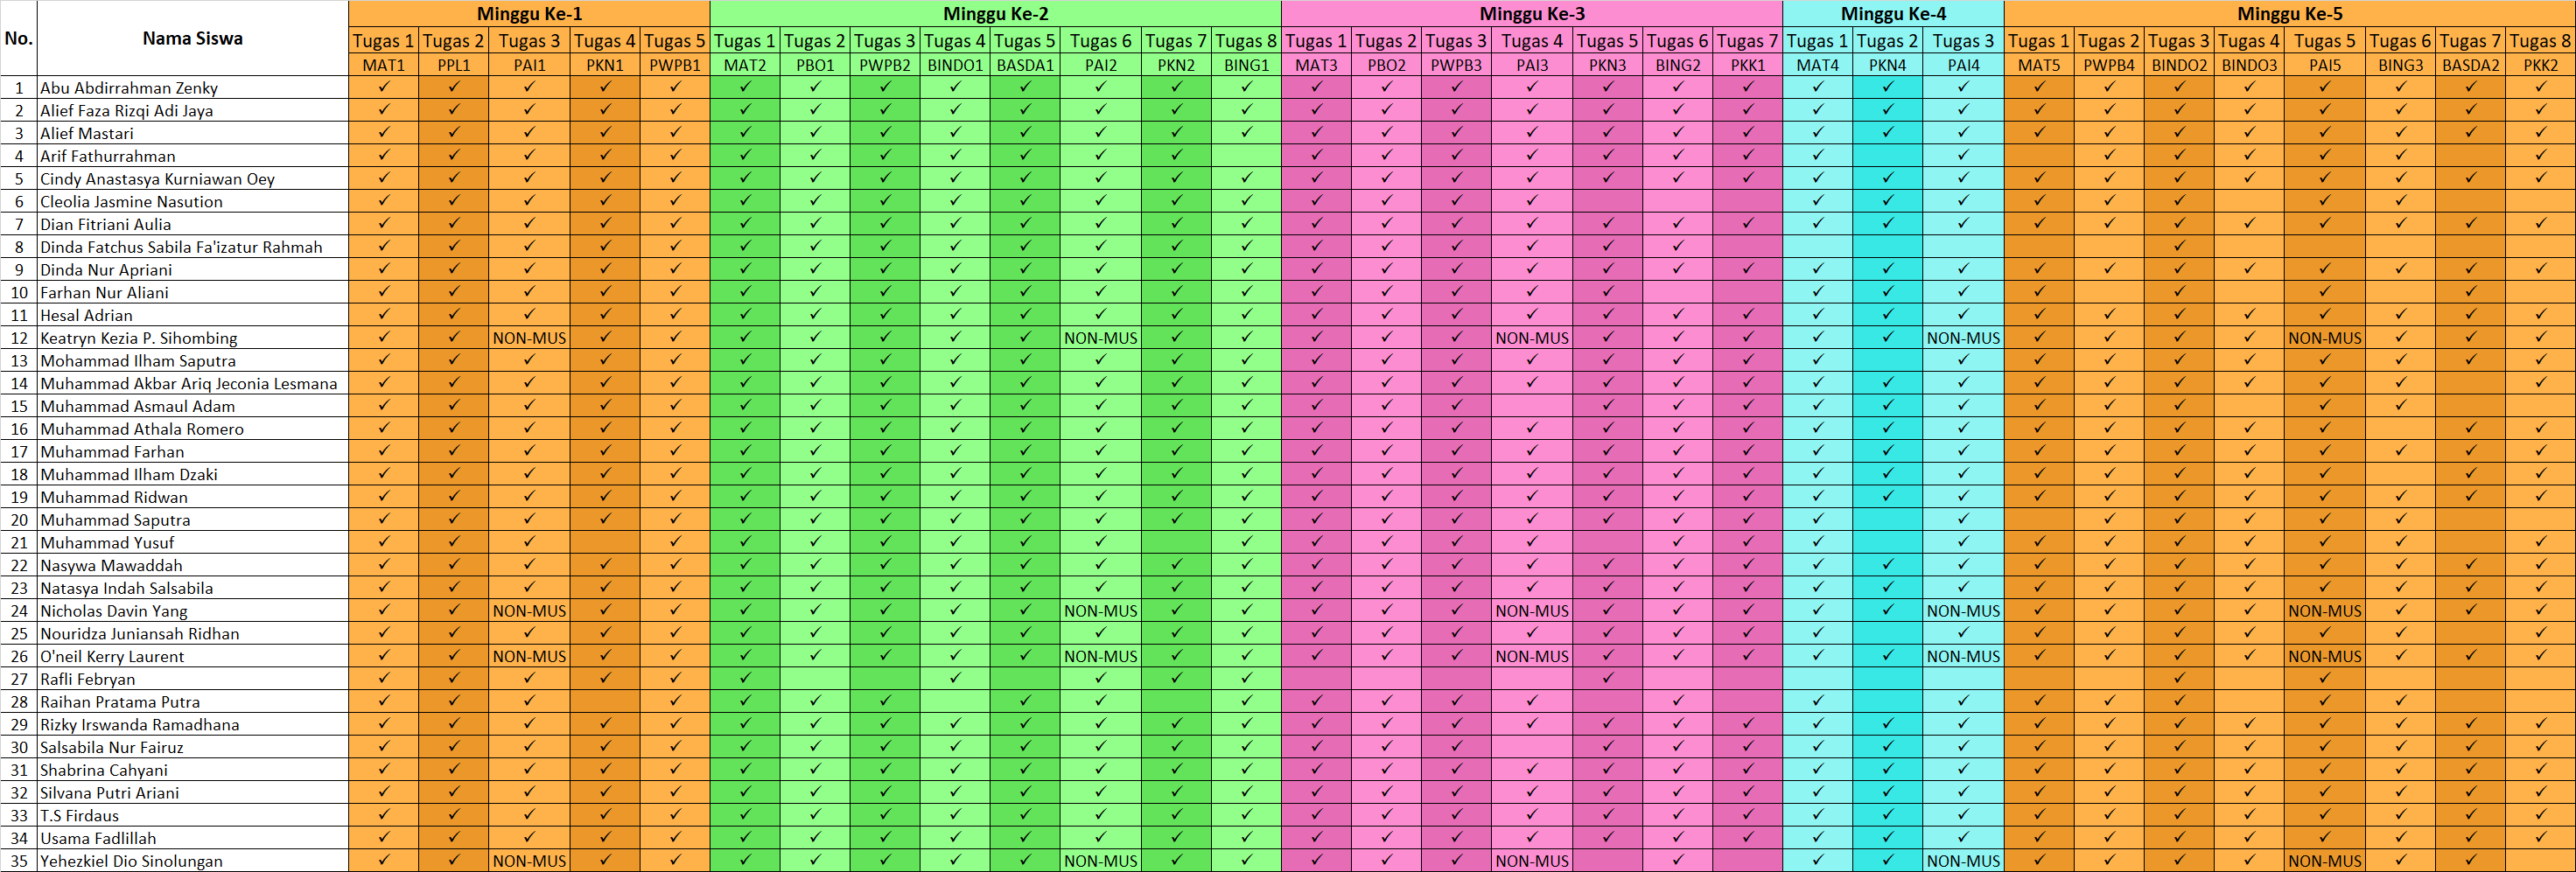 No. Nama Siswa Minggu Ke-1 Minggu Ke-2 Minggu Ke-3 Minggu Ke-4 Minggu Ke-5
Tugas 1 Tugas 2 Tugas 3 Tugas 4 Tugas 5 Tugas 1 Tugas 2 Tugas 3 Tugas 4 Tugas 5 Tugas 6 Tugas 7 Tugas 8 Tugas 1 Tugas 2 Tugas 3 Tugas 4 Tugas 5 Tugas 6 Tugas 7 Tugas 1 Tugas 2 Tugas 3 Tugas 1 Tugas 2 Tugas 3 Tugas 4 Tugas 5 Tugas 6 Tugas 7 Tugas 8
MAT1 PPL1 PAI1 PKN1 PWPB1 MAT2 PBO1 PWPB2 BINDO1 BASDA1 PAI2 PKN2 BING1 MAT3 PBO2 PWPB3 PAI3 PKN3 BING2 PKK1 MAT4 PKN4 PAI4 MAT5 PWPB4 BINDO2 BINDO3 PAI5 BING3 BASDA2 PKK2
1 Abu Abdirrahman Zenky
2 Alief Faza Rizqi Adi Jaya
3 Alief Mastari
4 Arif Fathurrahman
5 Cindy Anastasya Kurniawan Oey
6 Cleolia Jasmine Nasution
7 Dian Fitriani Aulia
8 Dinda Fatchus Sabila Fa'izatur Rahmah
9 Dinda Nur Apriani
10 Farhan Nur Aliani
11 Hesal Adrian
12 Keatryn Kezia P. Sihombing NON-MUS NON-MUS NON-MUS NON-MUS NON-MUS
13 Mohammad Ilham Saputra
14 Muhammad Akbar Ariq Jeconia Lesmana
15 Muhammad Asmaul Adam
16 Muhammad Athala Romero
17 Muhammad Farhan
18 Muhammad Ilham Dzaki
19 Muhammad Ridwan
20 Muhammad Saputra
21 Muhammad Yusuf
22 Nasywa Mawaddah
23 Natasya Indah Salsabila
24 Nicholas Davin Yang NON-MUS NON-MUS NON-MUS NON-MUS NON-MUS
25 Nouridza Juniansah Ridhan
26 O'neil Kerry Laurent NON-MUS NON-MUS NON-MUS NON-MUS NON-MUS
27 Rafli Febryan
28 Raihan Pratama Putra
29 Rizky Irswanda Ramadhana
30 Salsabila Nur Fairuz
31 Shabrina Cahyani
32 Silvana Putri Ariani
33 T.S Firdaus
34 Usama Fadlillah
35 Yehezkiel Dio Sinolungan NON-MUS NON-MUS NON-MUS NON-MUS NON-MUS